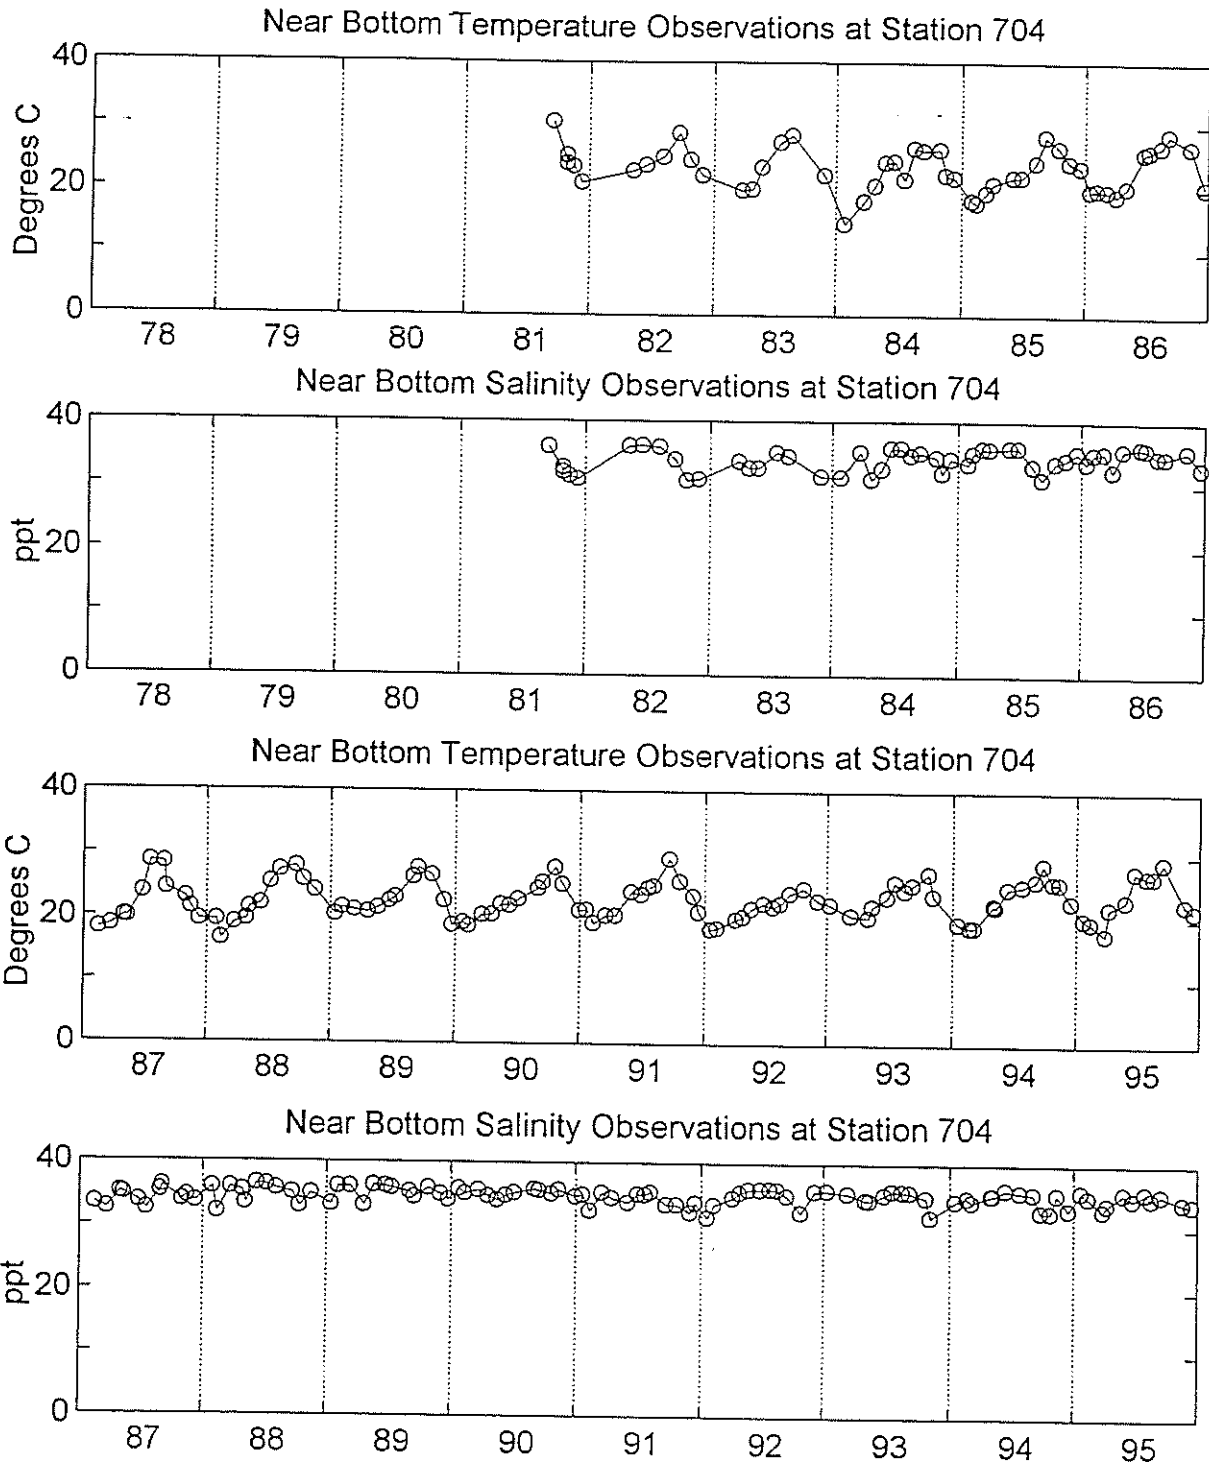 Near Bottom Temperature Observations at Station 704
40
20
0
Degrees C
78 79 80 81 82 83 84 85 86
Near Bottom Salinity Observations at Station 704
40
20
0
ppt
78 79 80 81 82 83 84 85 86
Near Bottom Temperature Observations at Station 704
40
20
0
Degrees C
87 88 89 90 91 92 93 94 95
Near Bottom Salinity Observations at Station 704
40
20
0
ppt
87 88 89 90 91 92 93 94 95